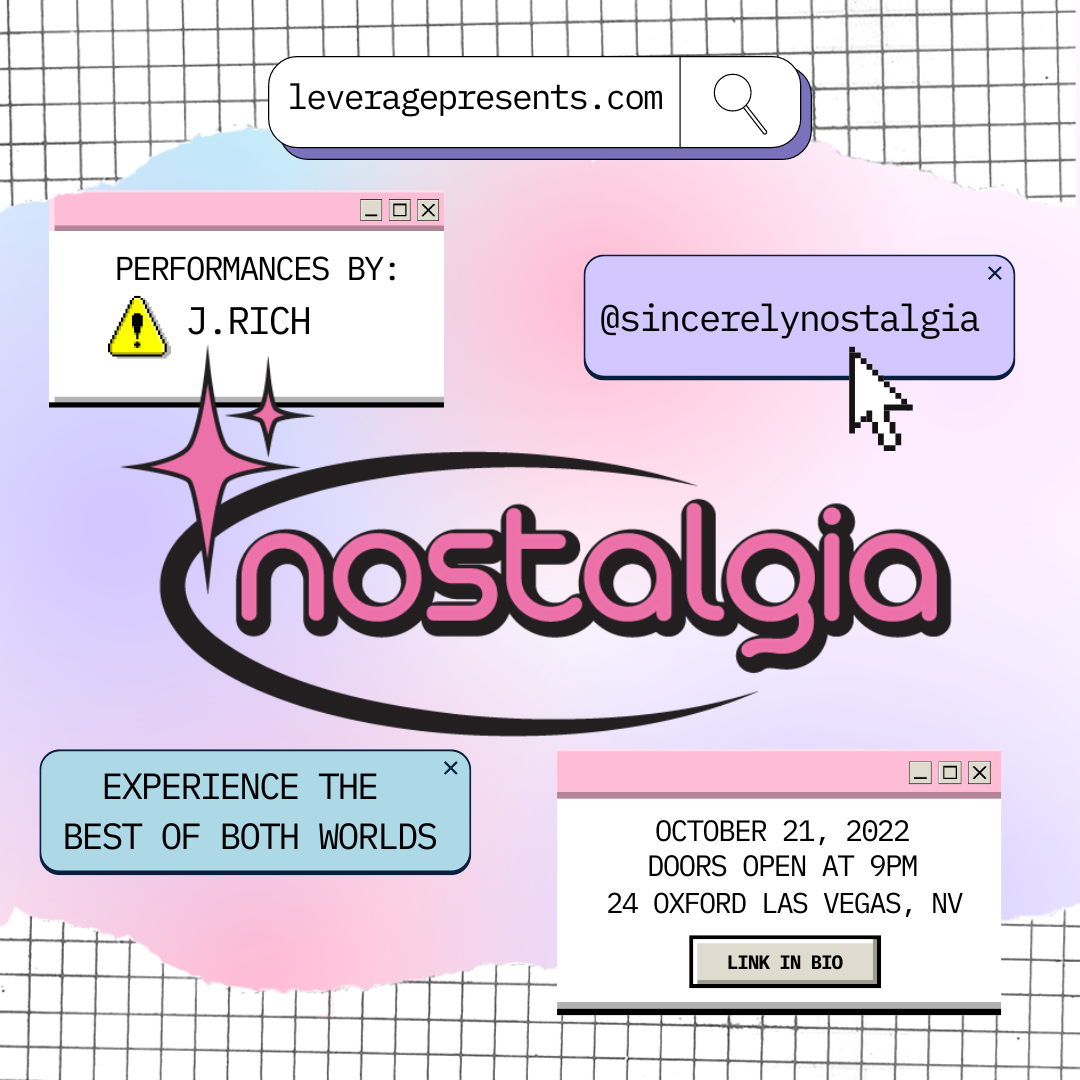 leveragepresents.com
PERFORMANCES BY:
J.RICH
@sincerelynostalgia
nostalgia
EXPERIENCE THE
BEST OF BOTH WORLDS
OCTOBER 21, 2022
DOORS OPEN AT 9PM
24 OXFORD LAS VEGAS, NV
LINK IN BIO